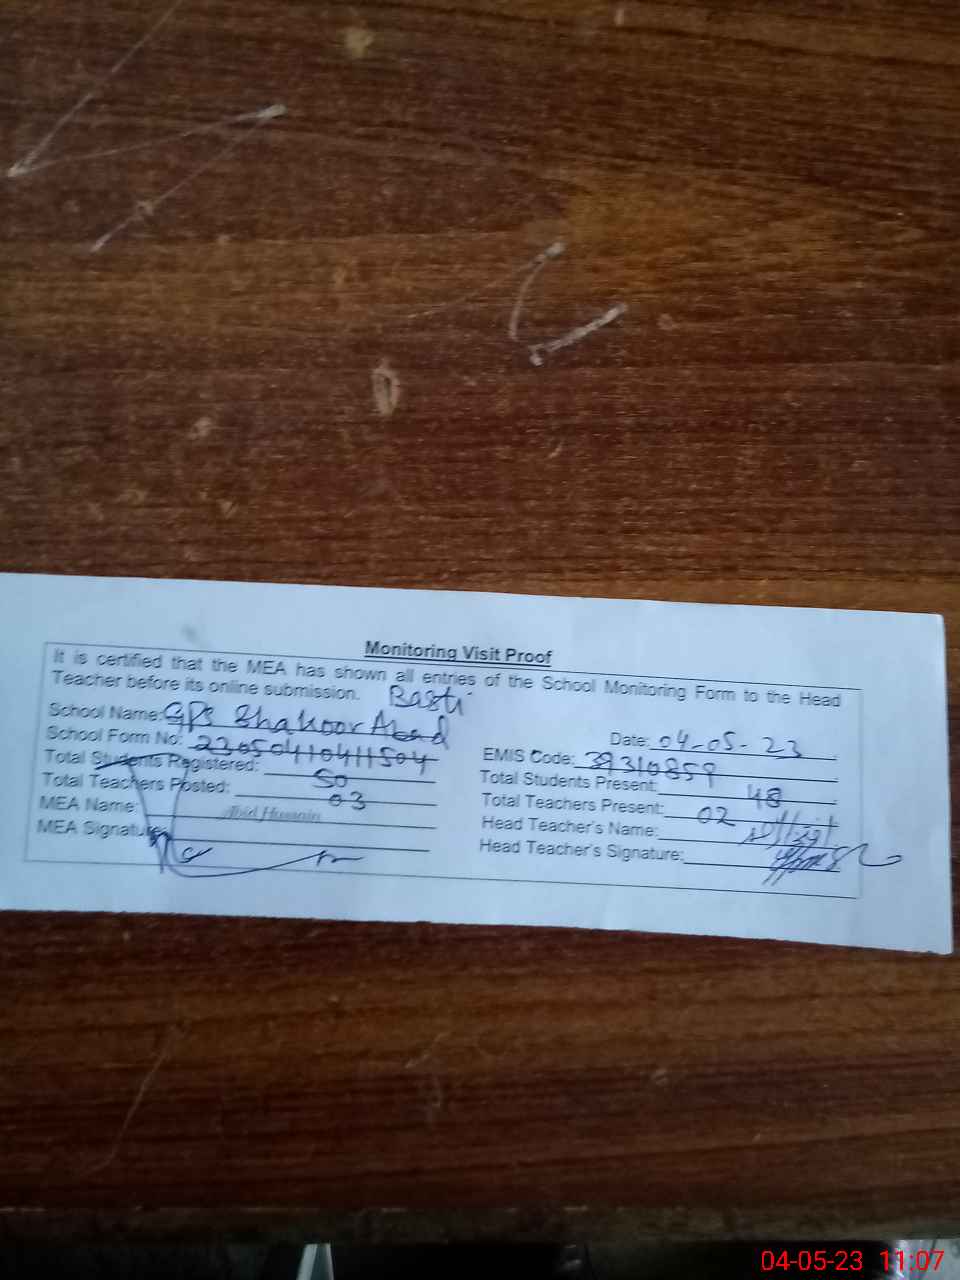 Monitoring Visit Proof
It is certified that the MEA has shown all entries of the School Monitoring Form to the Head
Teacher before its online submission.
Basti
School Name: GPS Shakoor Abad
Date: 04-05-23
School Form No: 23050410411504
EMIS Code: 39310859
Total Students Registered: 50
Total Students Present: 48
Total Teachers Posted: 03
Total Teachers Present: 02
MEA Name: Abid Hussain
Head Teacher's Name:
MEA Signature:
Head Teacher's Signature:
04-05-23 11:07